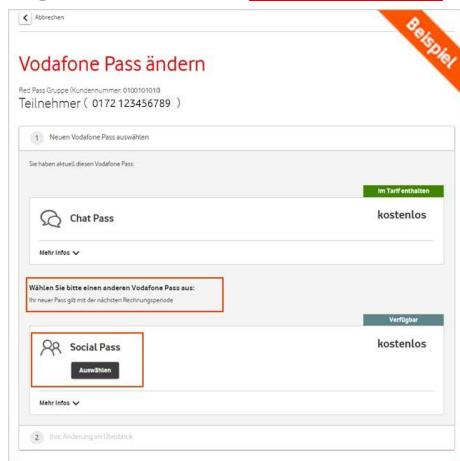 Abbrechen
Beispiel
Vodafone Pass ändern
Red Pass Gruppe (Kundennummer: 0100101010)
Teilnehmer ( 0172 123456789 )
1 Neuen Vodafone Pass auswählen
Sie haben aktuell diesen Vodafone Pass:
Im Tarif enthalten
Chat Pass
kostenlos
Mehr Infos
Wählen Sie bitte einen anderen Vodafone Pass aus:
Ihr neuer Pass gilt mit der nächsten Rechnungsperiode
Verfügbar
Social Pass
kostenlos
Auswählen
Mehr Infos
2 Ihre Änderung im Überblick